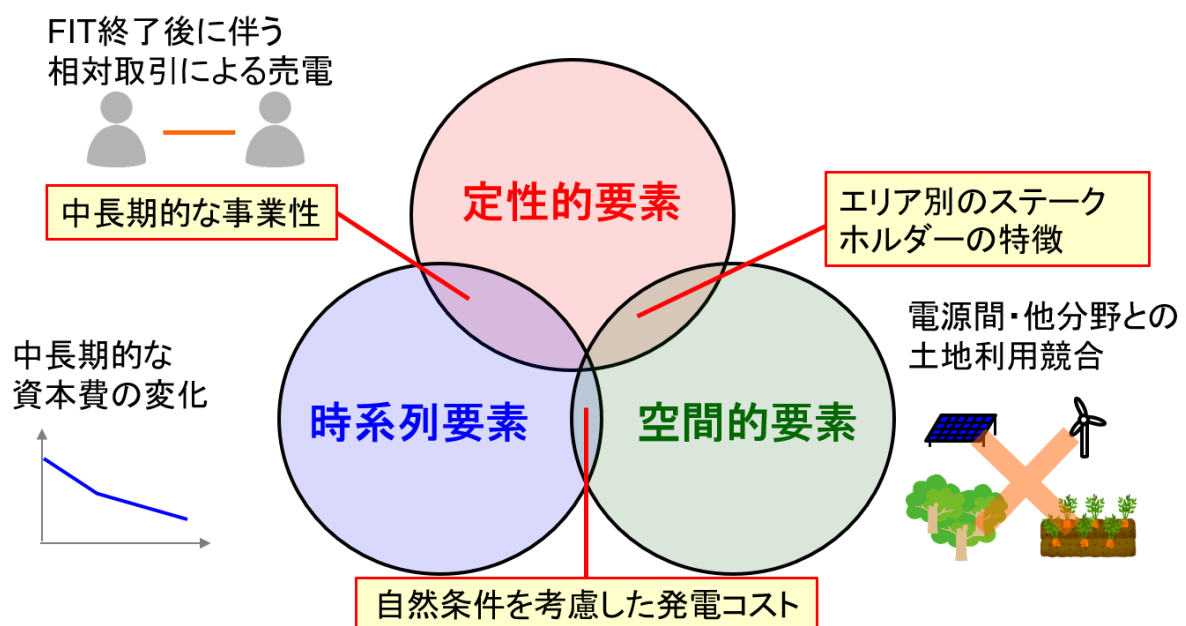 FIT終了後に伴う
相対取引による売電
中長期的な事業性
定性的要素
エリア別のステーク
ホルダーの特徴
電源間・他分野との
土地利用競合
中長期的な
資本費の変化
時系列要素
空間的要素
自然条件を考慮した発電コスト